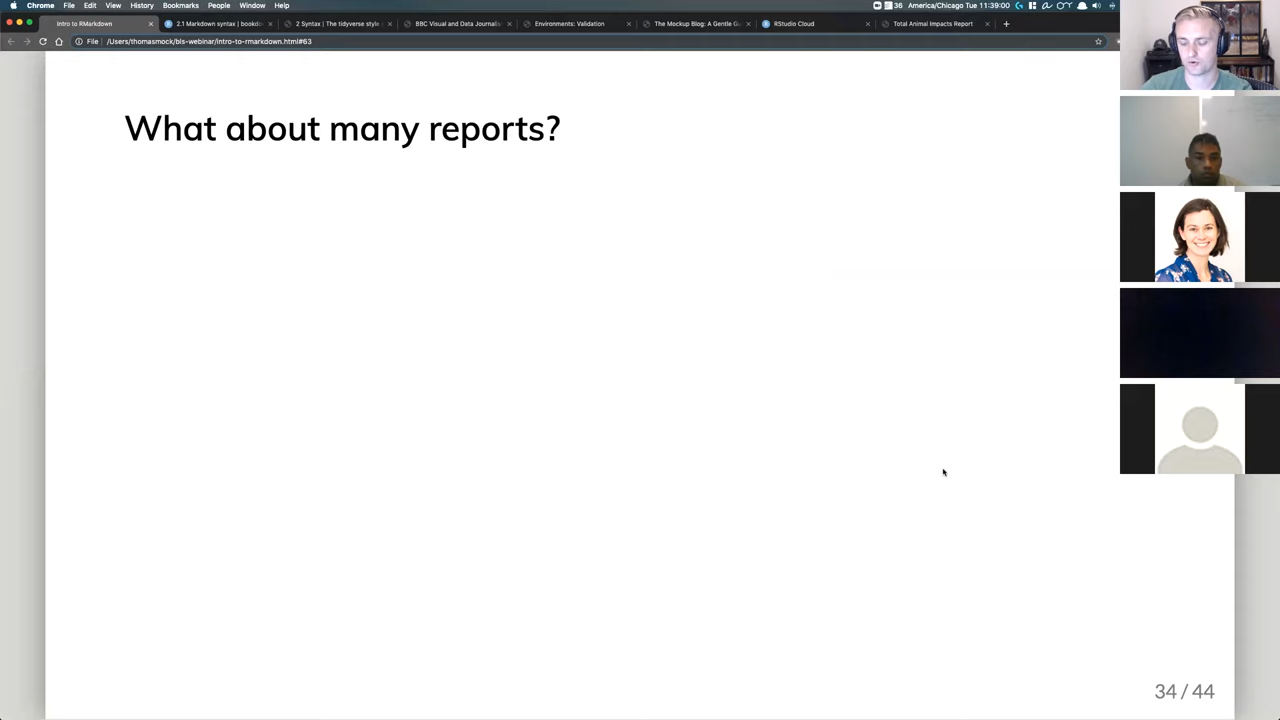 Chrome File Edit View History Bookmarks People Window Help
36 America/Chicago Tue 11:39:00
Intro to RMarkdown
2.1 Markdown syntax | bookdo
2 Syntax | The tidyverse style
BBC Visual and Data Journalis
Environments: Validation
The Mockup Blog: A Gentle G
RStudio Cloud
Total Animal Impacts Report
File /Users/thomasmock/bls-webinar/intro-to-rmarkdown.html#63
What about many reports?
34 / 44